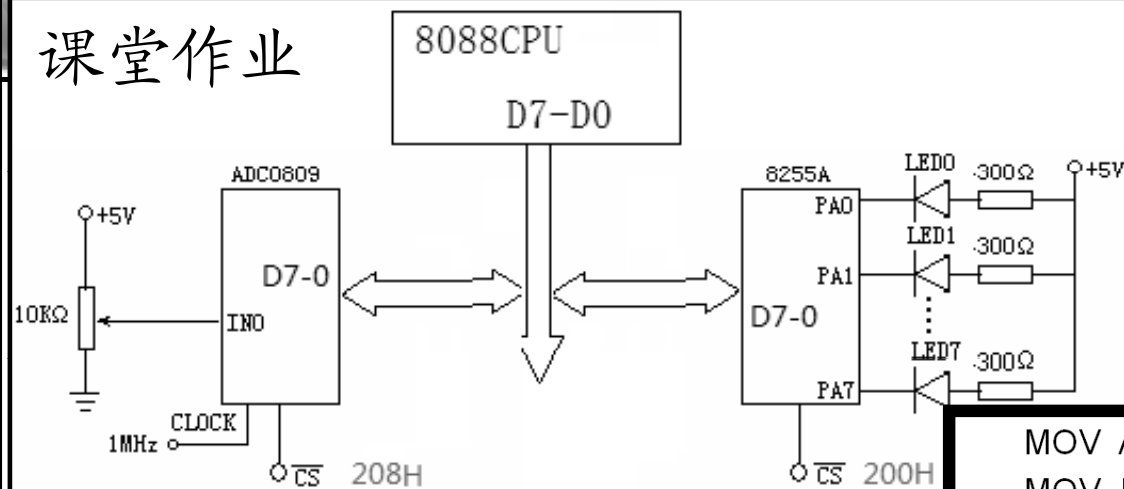 课堂作业
8088CPU
D7-D0
ADC0809
+5V
D7-0
10KΩ
IN0
CLOCK
1MHz
CS 208H
8255A
PA0
LED0
300Ω
+5V
LED1
300Ω
PA1
D7-0
LED7
300Ω
PA7
CS 200H
MOV
MOV